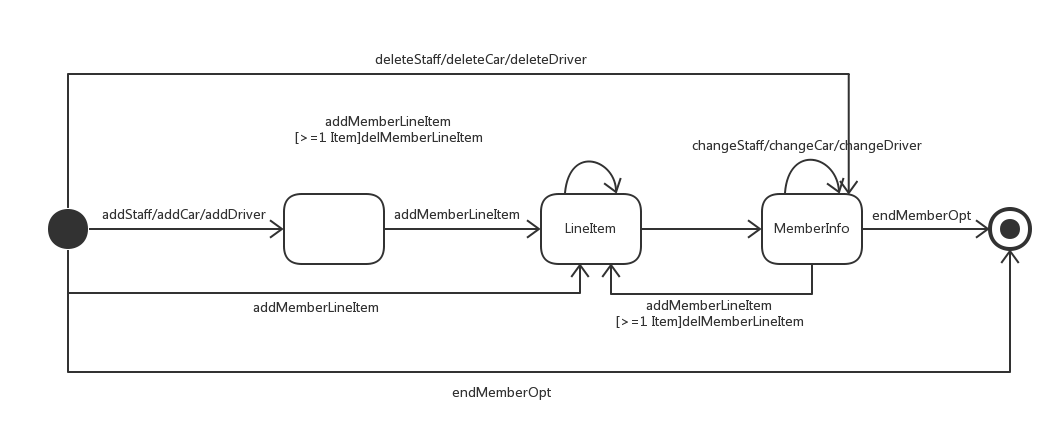 deleteStaff/deleteCar/deleteDriver
addMemberLineItem
[>=1 Item]delMemberLineItem
changeStaff/changeCar/changeDriver
addStaff/addCar/addDriver
addMemberLineItem
LineItem
MemberInfo
endMemberOpt
addMemberLineItem
addMemberLineItem
[>=1 Item]delMemberLineItem
endMemberOpt